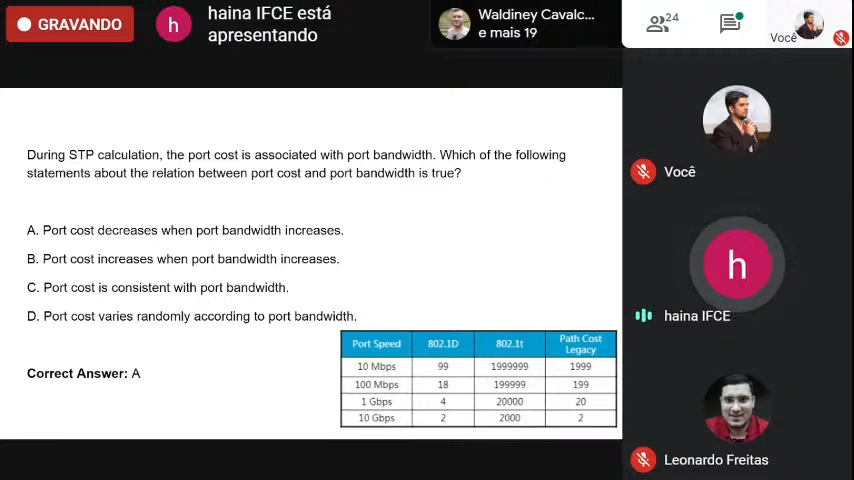 GRAVANDO
h
haina IFCE está
apresentando
Waldiney Cavalc...
e mais 19
24
Você
During STP calculation, the port cost is associated with port bandwidth. Which of the following
statements about the relation between port cost and port bandwidth is true?
A. Port cost decreases when port bandwidth increases.
B. Port cost increases when port bandwidth increases.
C. Port cost is consistent with port bandwidth.
D. Port cost varies randomly according to port bandwidth.
Correct Answer: A
Port Speed 802.1D 802.1t Path Cost Legacy
10 Mbps 99 1999999 1999
100 Mbps 18 199999 199
1 Gbps 4 20000 20
10 Gbps 2 2000 2
Você
h
haina IFCE
Leonardo Freitas